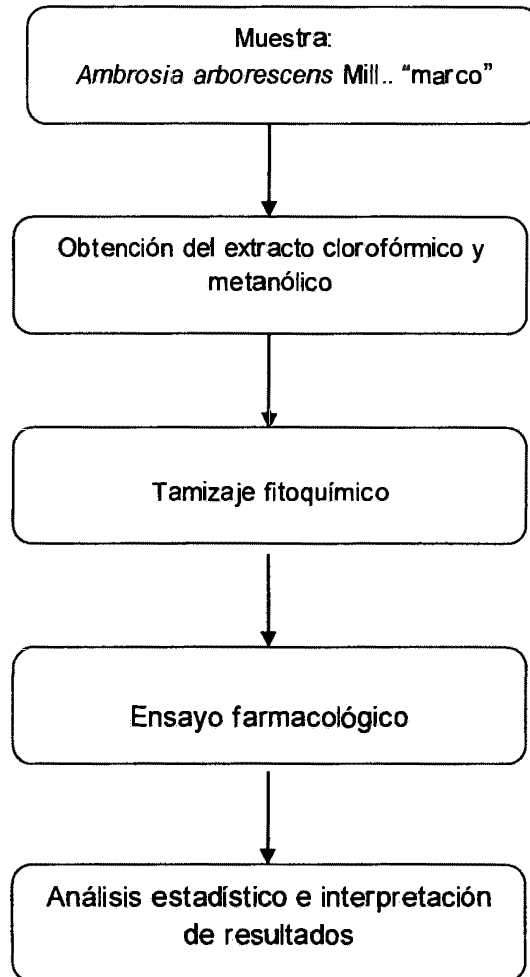 Muestra:
Ambrosia arborescens Mill.. "marco"
Obtención del extracto clorofórmico y
metanólico
Tamizaje fitoquímico
Ensayo farmacológico
Análisis estadístico e interpretación
de resultados